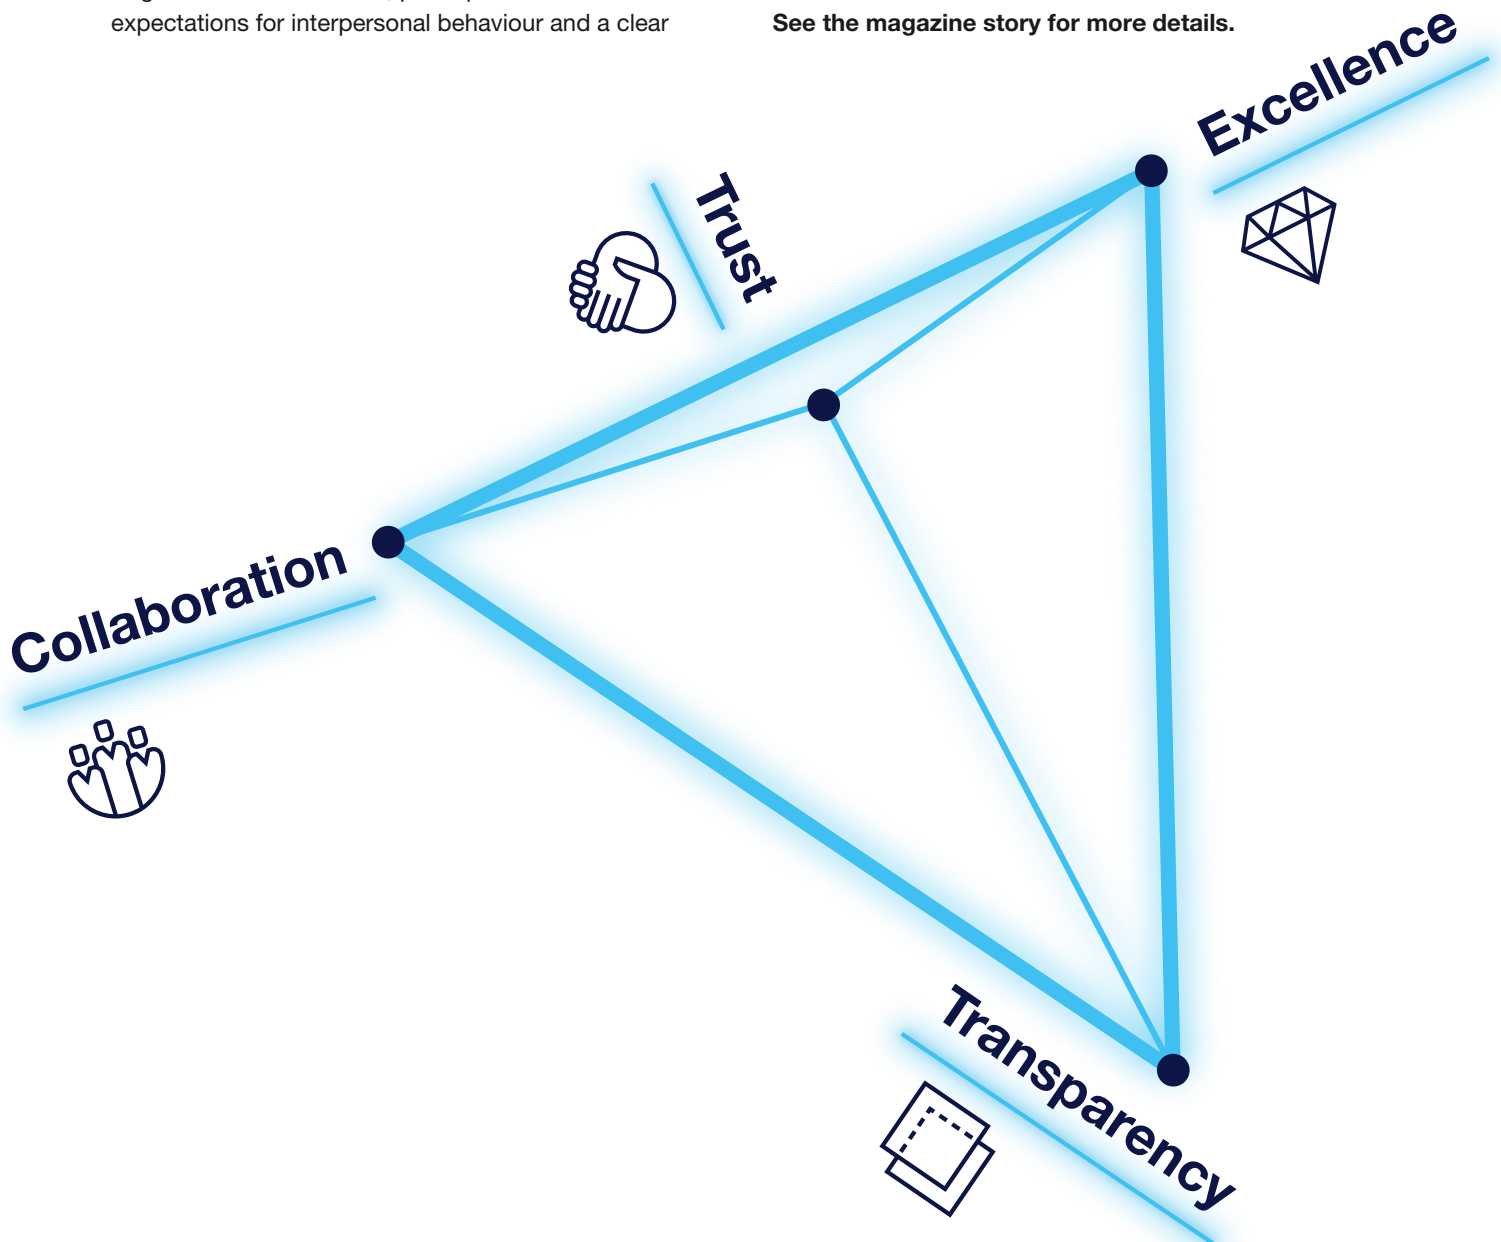 expectations for interpersonal behaviour and a clear
See the magazine story for more details.
Excellence
Trust
Collaboration
Transparency